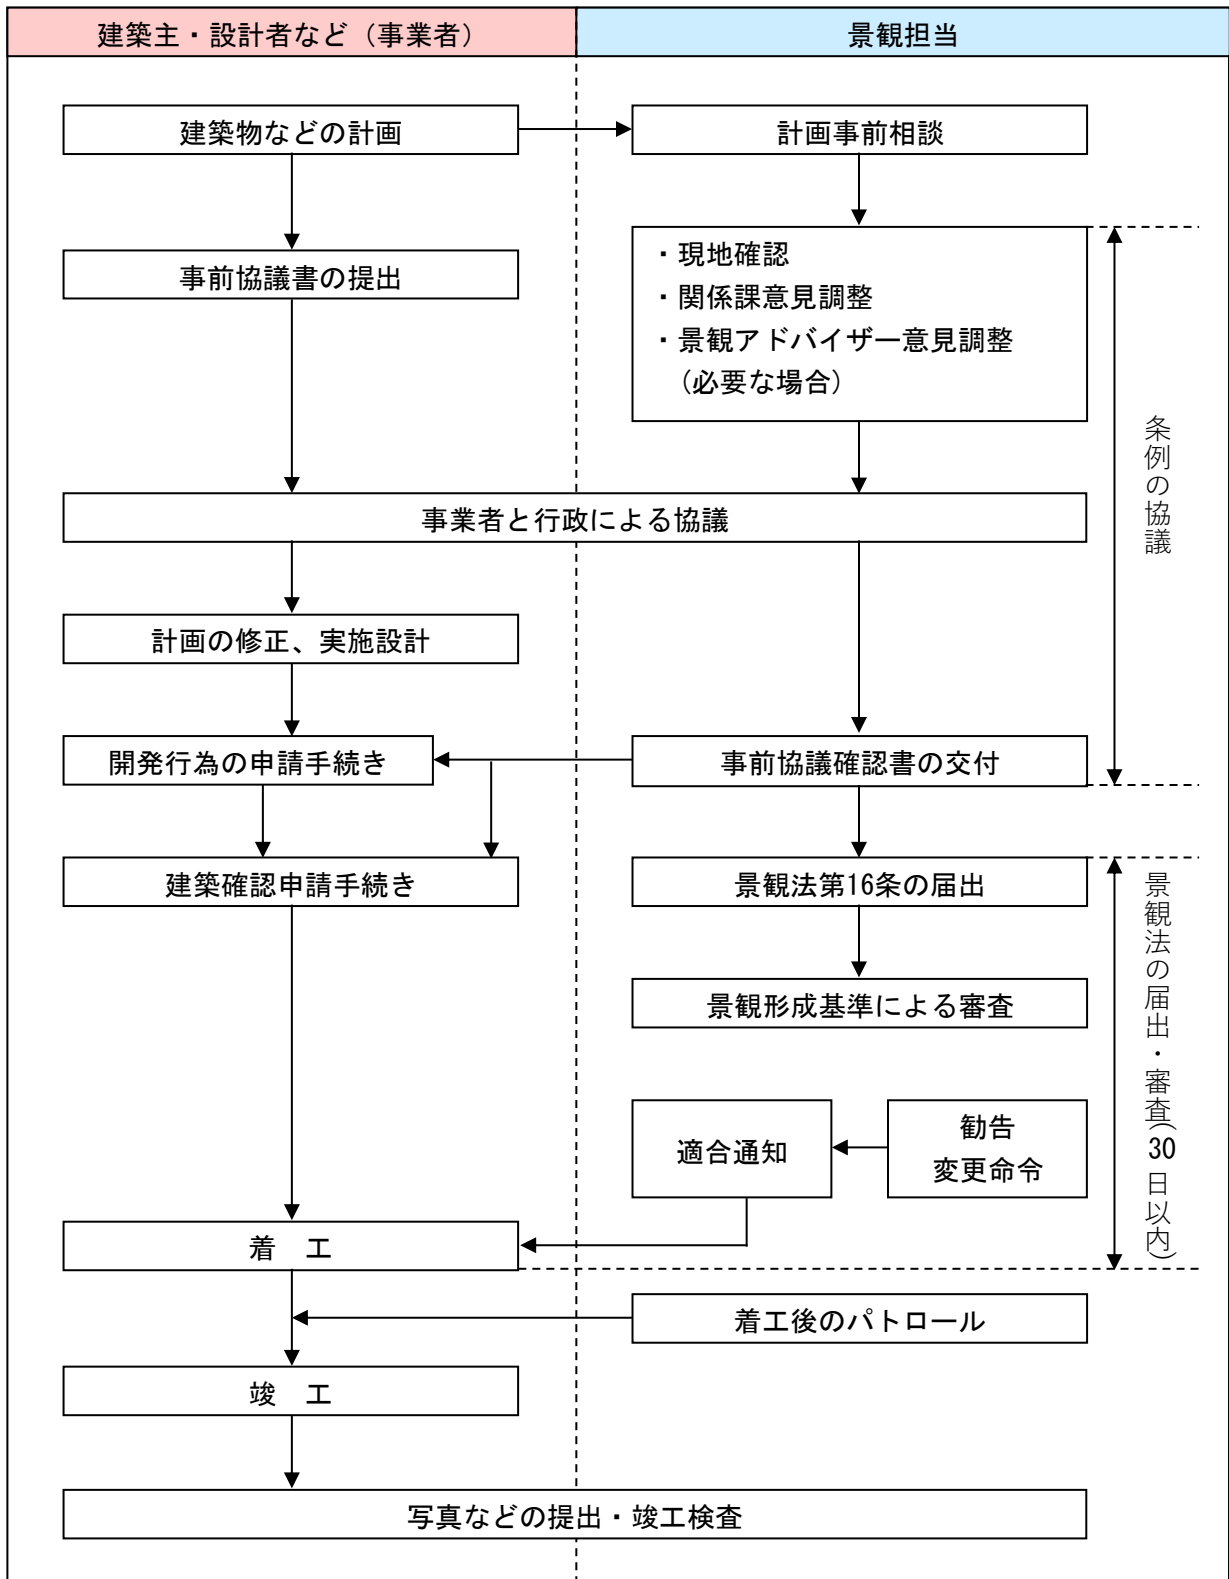 建築主・設計者など（事業者）
景観担当
建築物などの計画
計画事前相談
事前協議書の提出
・現地確認
・関係課意見調整
・景観アドバイザー意見調整
（必要な場合）
条例の協議
事業者と行政による協議
計画の修正、実施設計
開発行為の申請手続き
事前協議確認書の交付
建築確認申請手続き
景観法第16条の届出
景観形成基準による審査
景観法の届出・審査（30日以内）
適合通知
勧告
変更命令
着　工
着工後のパトロール
竣　工
写真などの提出・竣工検査